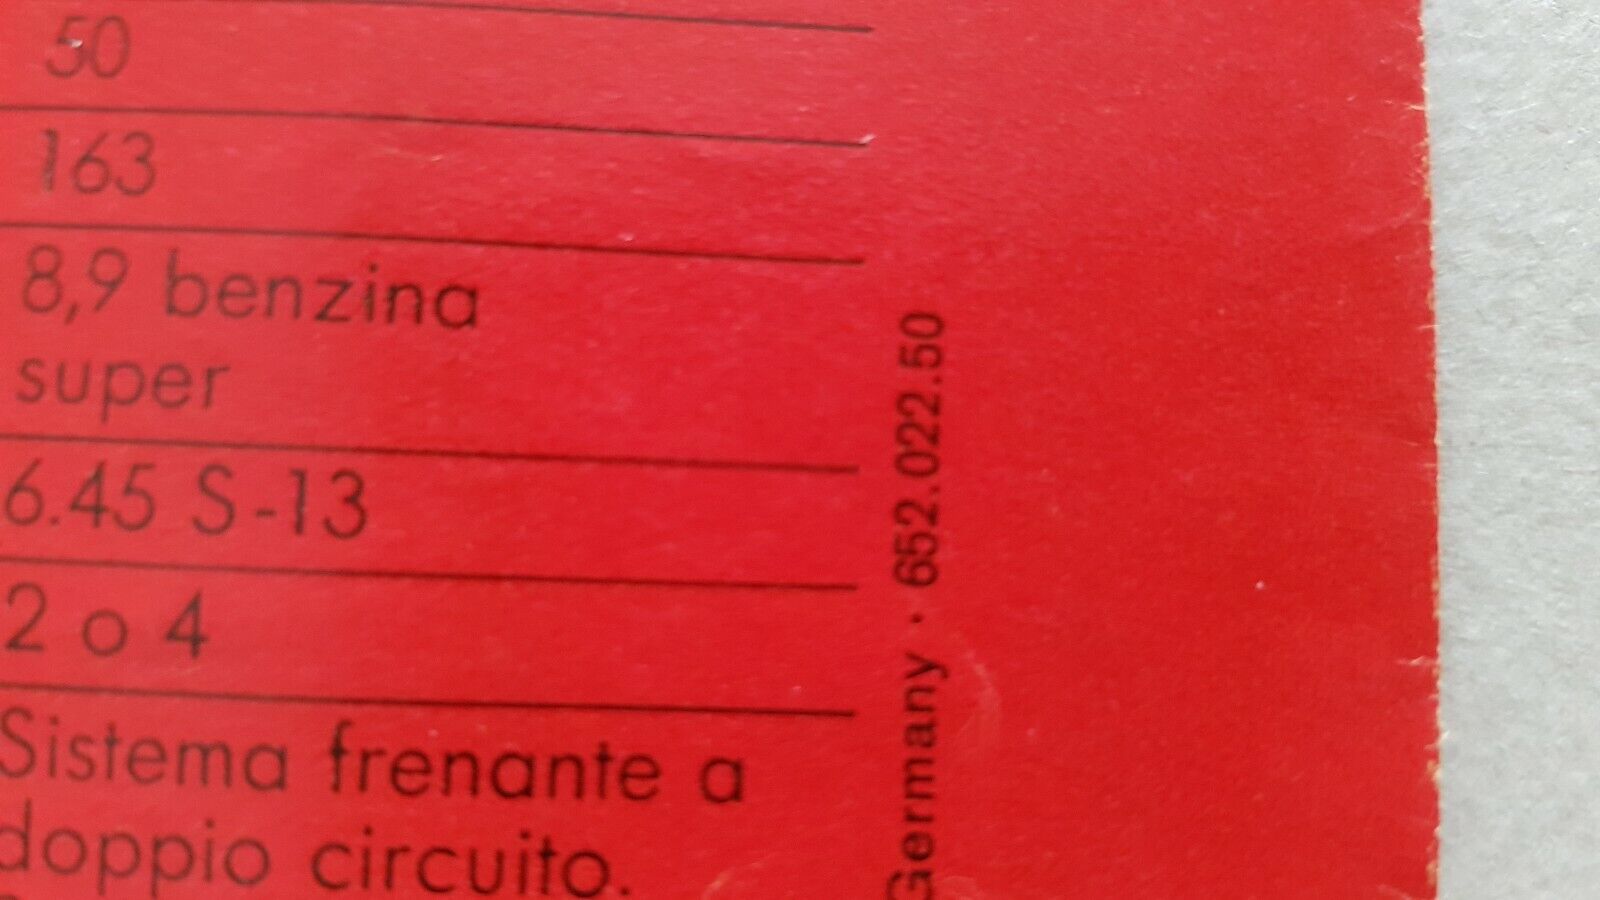 50
163
8,9 benzina
super
6.45 S-13
2 o 4
Sistema frenante a
doppio circuito.
Germany · 652.022.50